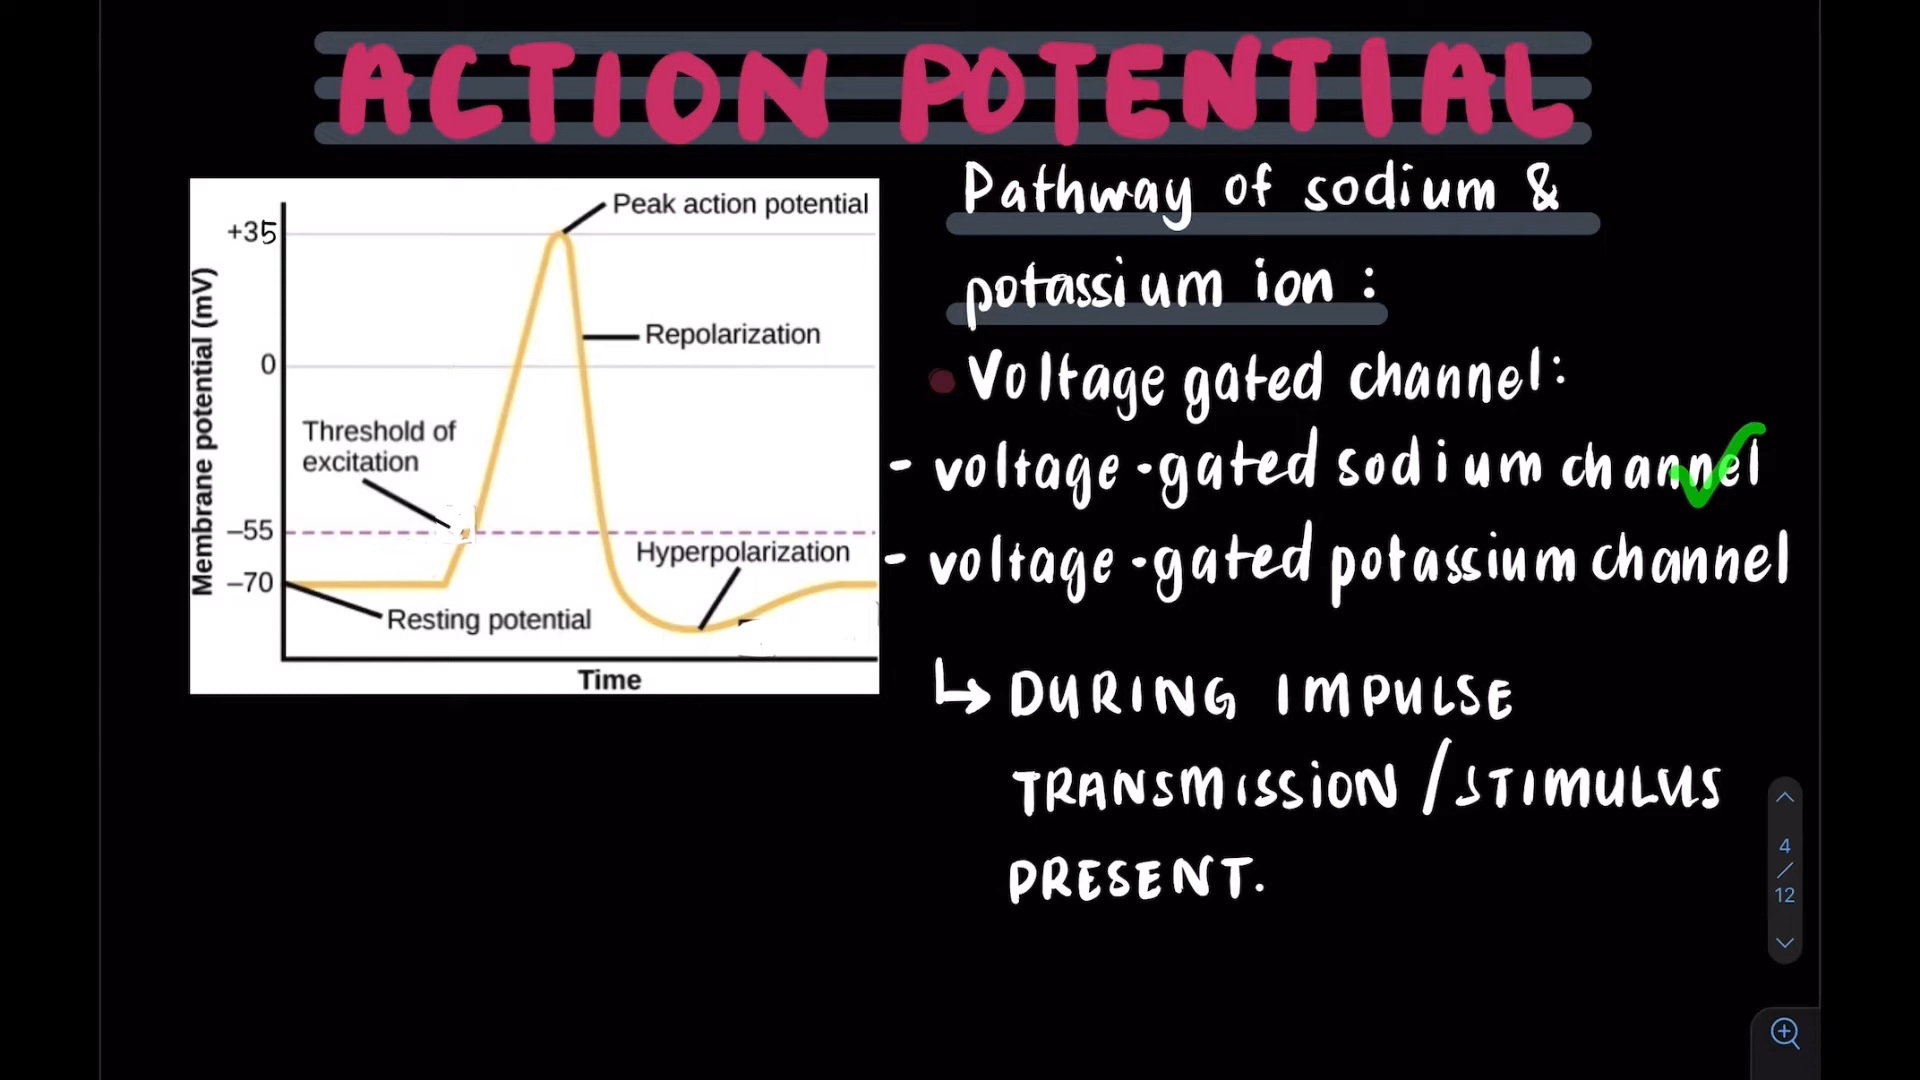 ACTION POTENTIAL
Peak action potential
+35
Repolarization
0
Threshold of
excitation
-55
Hyperpolarization
-70
Resting potential
Membrane potential (mV)
Time
Pathway of sodium &
potassium ion :
Voltage gated channel:
- voltage-gated sodium channel
- voltage-gated potassium channel
↳ DURING IMPULSE
TRANSMISSION / STIMULUS
PRESENT.
4
/
12